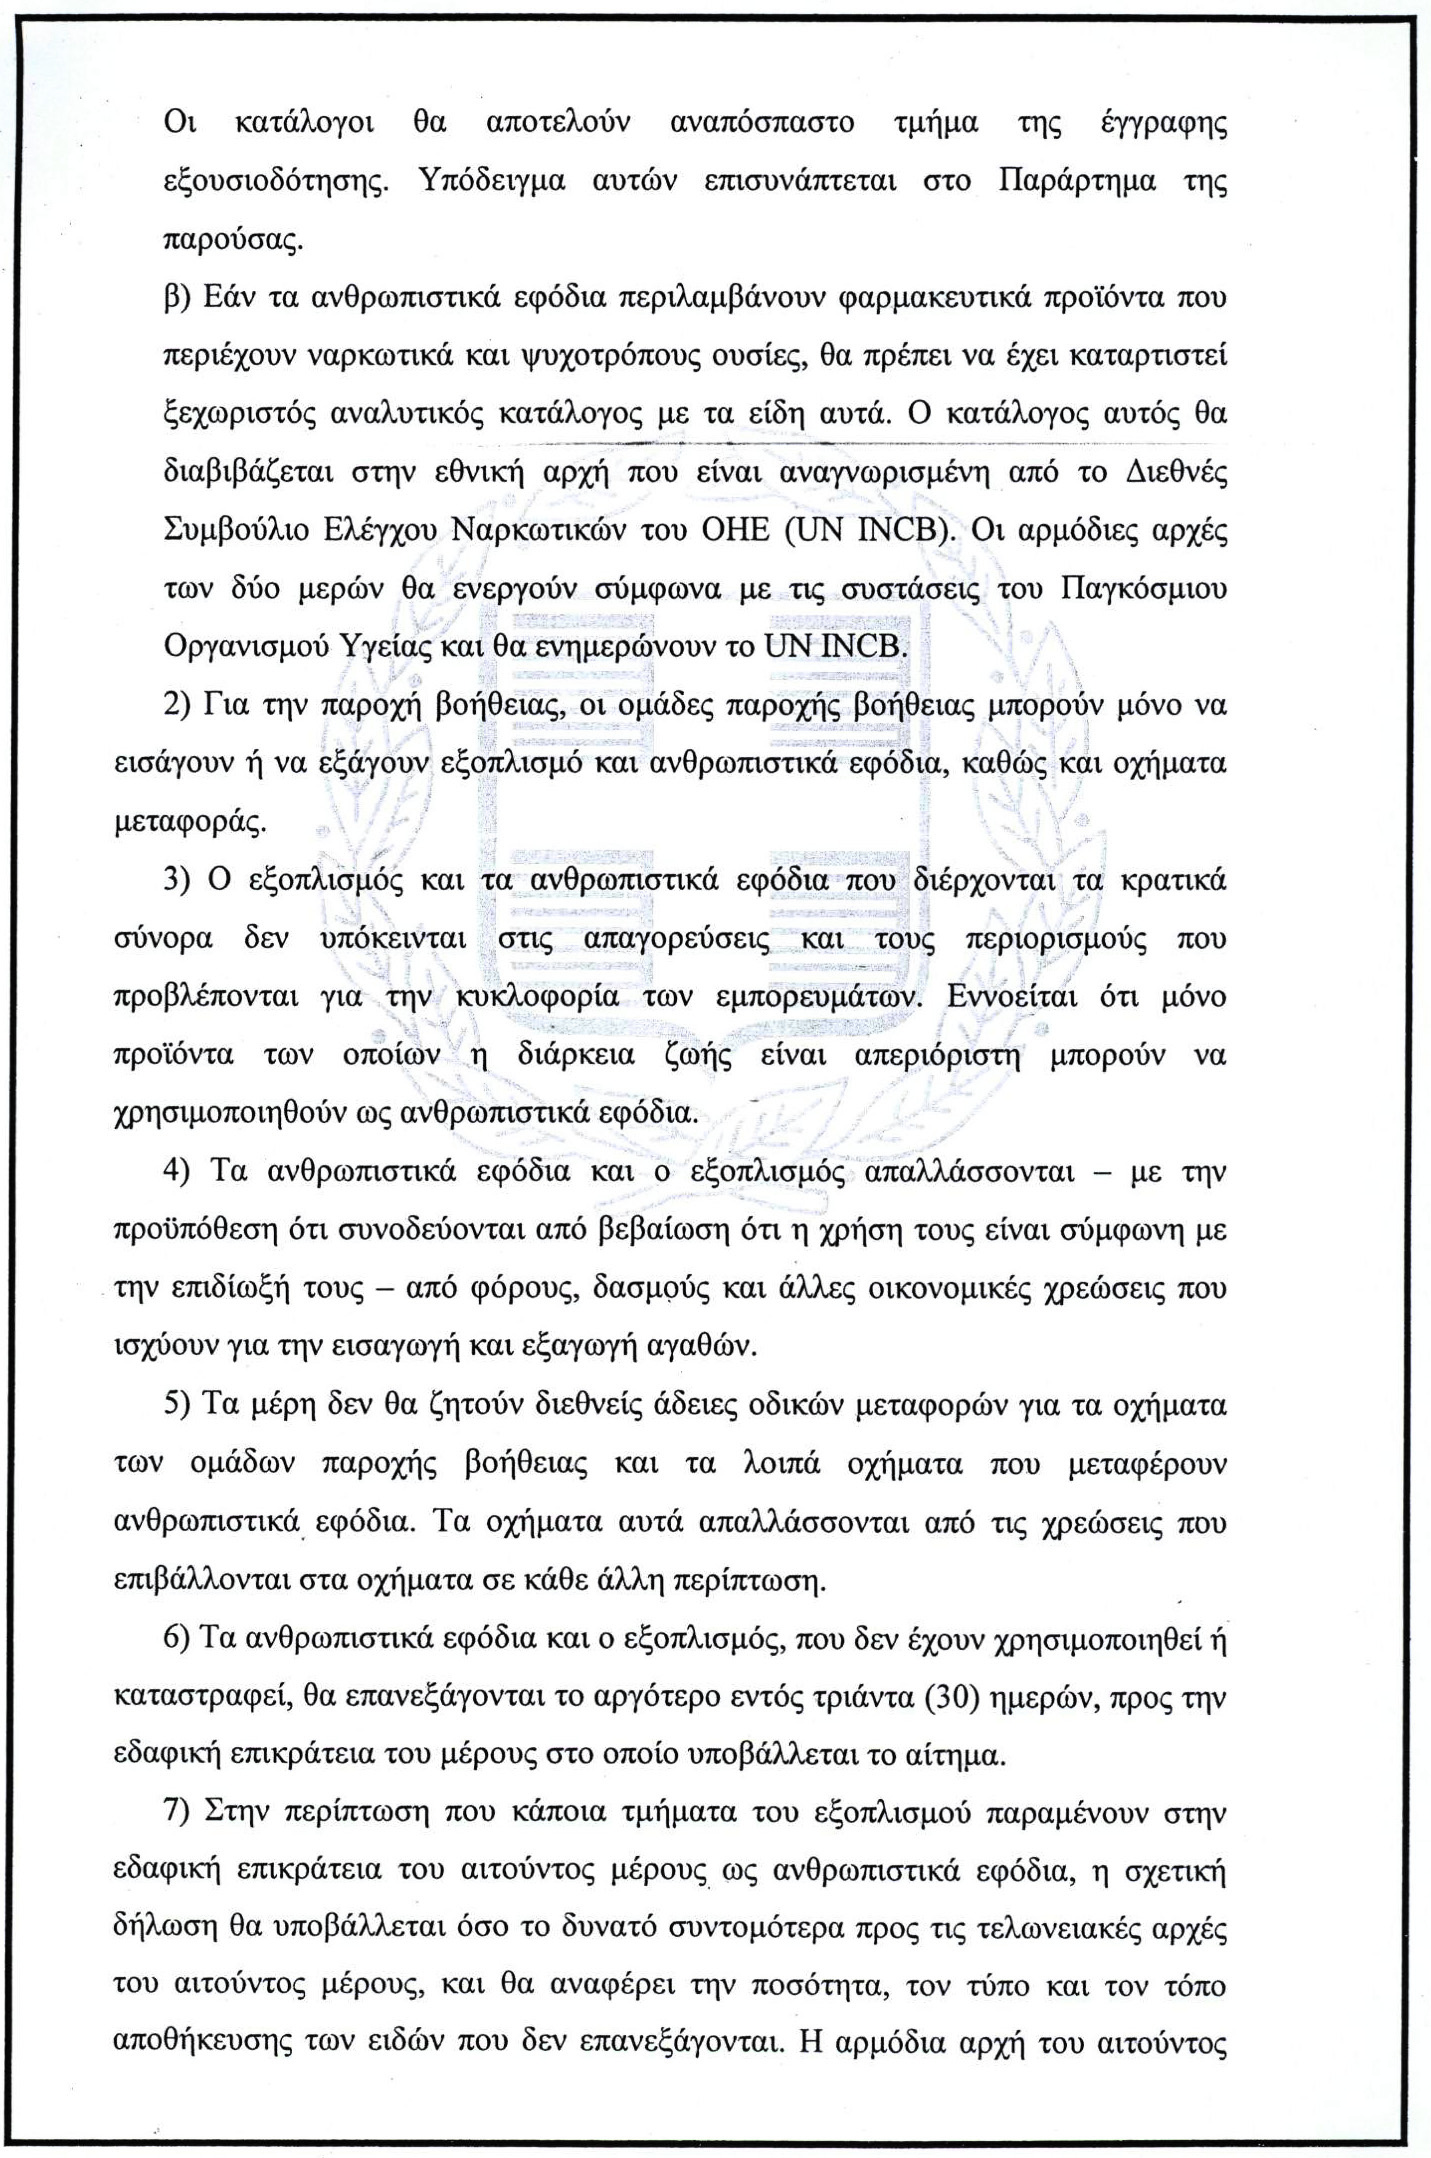 Οι κατάλογοι θα αποτελούν αναπόσπαστο τμήμα της έγγραφης
εξουσιοδότησης. Υπόδειγμα αυτών επισυνάπτεται στο Παράρτημα της
παρούσας.
β) Εάν τα ανθρωπιστικά εφόδια περιλαμβάνουν φαρμακευτικά προϊόντα που
περιέχουν ναρκωτικά και ψυχοτρόπους ουσίες, θα πρέπει να έχει καταρτιστεί
ξεχωριστός αναλυτικός κατάλογος με τα είδη αυτά. Ο κατάλογος αυτός θα
διαβιβάζεται στην εθνική αρχή που είναι αναγνωρισμένη από το Διεθνές
Συμβούλιο Ελέγχου Ναρκωτικών του ΟΗΕ (UN INCB). Οι αρμόδιες αρχές
των δύο μερών θα ενεργούν σύμφωνα με τις συστάσεις του Παγκόσμιου
Οργανισμού Υγείας και θα ενημερώνουν το UN INCB.
2) Για την παροχή βοήθειας, οι ομάδες παροχής βοήθειας μπορούν μόνο να
εισάγουν ή να εξάγουν εξοπλισμό και ανθρωπιστικά εφόδια, καθώς και οχήματα
μεταφοράς.
3) Ο εξοπλισμός και τα ανθρωπιστικά εφόδια που διέρχονται τα κρατικά
σύνορα δεν υπόκεινται στις απαγορεύσεις και τους περιορισμούς που
προβλέπονται για την κυκλοφορία των εμπορευμάτων. Εννοείται ότι μόνο
προϊόντα των οποίων η διάρκεια ζωής είναι απεριόριστη μπορούν να
χρησιμοποιηθούν ως ανθρωπιστικά εφόδια.
4) Τα ανθρωπιστικά εφόδια και ο εξοπλισμός απαλλάσσονται – με την
προϋπόθεση ότι συνοδεύονται από βεβαίωση ότι η χρήση τους είναι σύμφωνη με
την επιδίωξή τους – από φόρους, δασμούς και άλλες οικονομικές χρεώσεις που
ισχύουν για την εισαγωγή και εξαγωγή αγαθών.
5) Τα μέρη δεν θα ζητούν διεθνείς άδειες οδικών μεταφορών για τα οχήματα
των ομάδων παροχής βοήθειας και τα λοιπά οχήματα που μεταφέρουν
ανθρωπιστικά εφόδια. Τα οχήματα αυτά απαλλάσσονται από τις χρεώσεις που
επιβάλλονται στα οχήματα σε κάθε άλλη περίπτωση.
6) Τα ανθρωπιστικά εφόδια και ο εξοπλισμός, που δεν έχουν χρησιμοποιηθεί ή
καταστραφεί, θα επανεξάγονται το αργότερο εντός τριάντα (30) ημερών, προς την
εδαφική επικράτεια του μέρους στο οποίο υποβάλλεται το αίτημα.
7) Στην περίπτωση που κάποια τμήματα του εξοπλισμού παραμένουν στην
εδαφική επικράτεια του αιτούντος μέρους ως ανθρωπιστικά εφόδια, η σχετική
δήλωση θα υποβάλλεται όσο το δυνατό συντομότερα προς τις τελωνειακές αρχές
του αιτούντος μέρους, και θα αναφέρει την ποσότητα, τον τύπο και τον τόπο
αποθήκευσης των ειδών που δεν επανεξάγονται. Η αρμόδια αρχή του αιτούντος